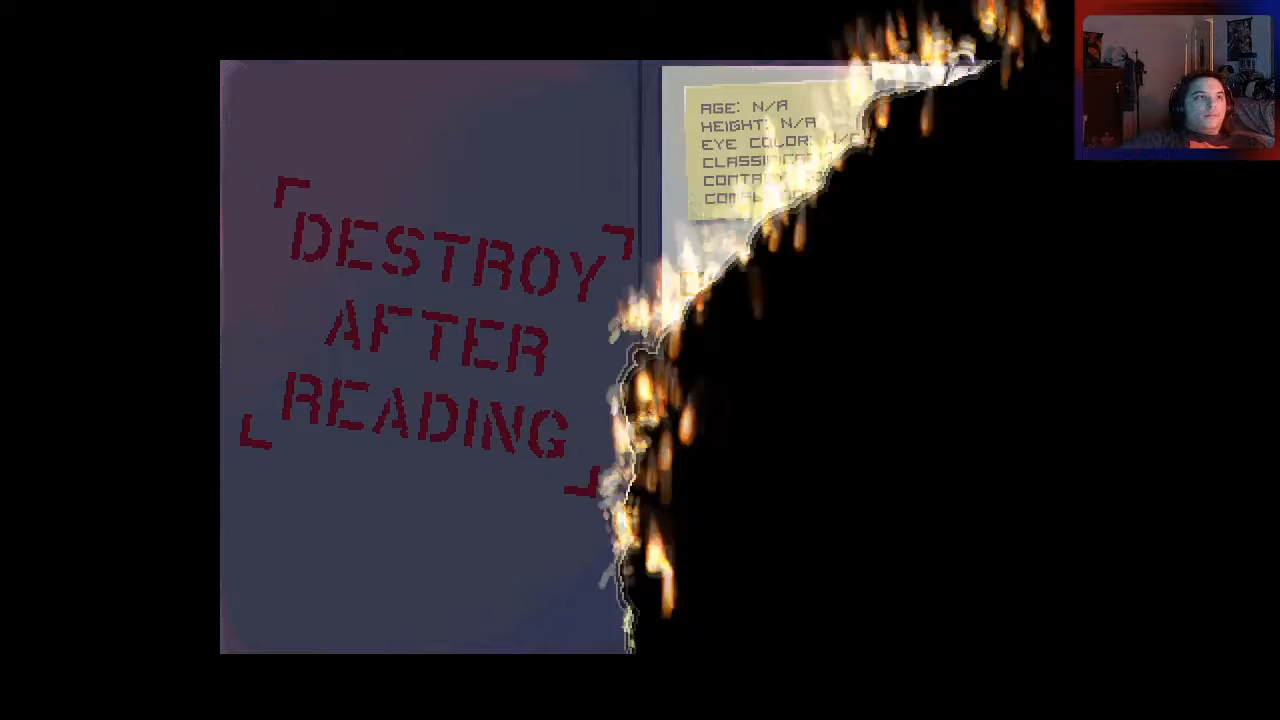 DESTROY
AFTER
READING
AGE: N/A
HEIGHT: N/A
EYE COLOR: N/